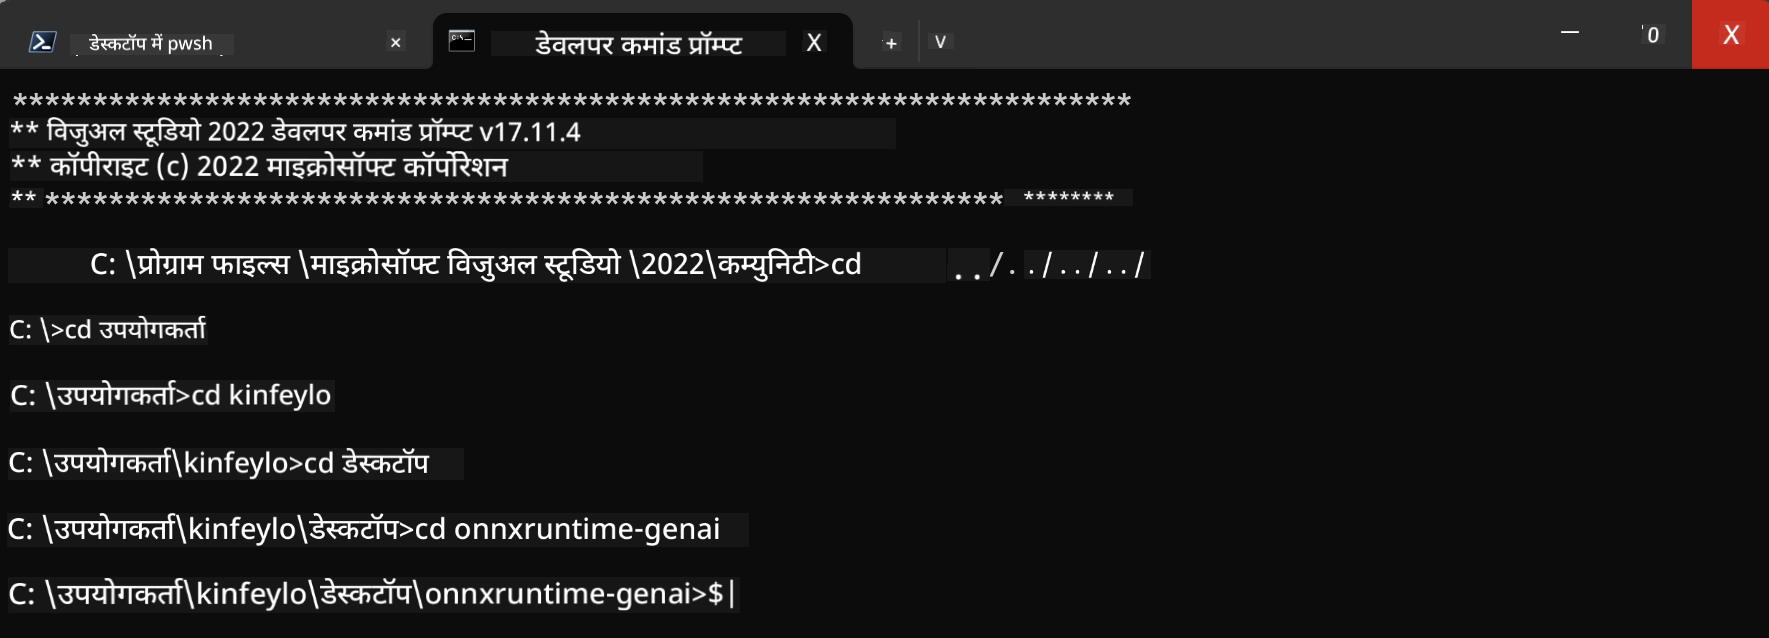 डेस्कटॉप में pwsh × डेवलपर कमांड प्रॉम्प्ट X + V — '0 X
**********************************************************************
** विजुअल स्टूडियो 2022 डेवलपर कमांड प्रॉम्प्ट v17.11.4
** कॉपीराइट (c) 2022 माइक्रोसॉफ्ट कॉर्पोरेशन
** ************************************************************ ********
C: \प्रोग्राम फाइल्स \माइक्रोसॉफ्ट विजुअल स्टूडियो \2022\कम्युनिटी>cd ../../../../
C: \>cd उपयोगकर्ता
C: \उपयोगकर्ता>cd kinfeylo
C: \उपयोगकर्ता\kinfeylo>cd डेस्कटॉप
C: \उपयोगकर्ता\kinfeylo\डेस्कटॉप>cd onnxruntime-genai
C: \उपयोगकर्ता\kinfeylo\डेस्कटॉप\onnxruntime-genai>$|